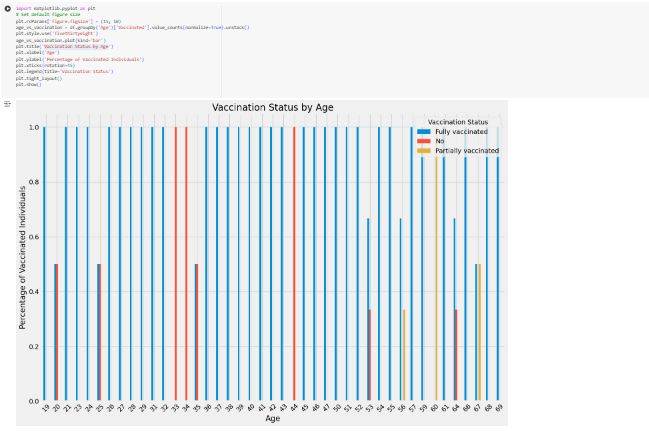 import matplotlib.pyplot as plt
# Set default figure size
plt.rcParams['figure.figsize'] = [15, 10]
age_vs_vaccination = df.groupby('Age')['Vaccinated'].value_counts(normalize=True).unstack()
plt.style.use('fivethirtyeight')
age_vs_vaccination.plot(kind='bar')
plt.title('Vaccination Status by Age')
plt.xlabel('Age')
plt.ylabel('Percentage of Vaccinated Individuals')
plt.xticks(rotation=45)
plt.legend(title='Vaccination Status')
plt.tight_layout()
plt.show()
Vaccination Status by Age
Vaccination Status
Fully vaccinated
No
Partially vaccinated
1.0
0.8
0.6
0.4
0.2
0.0
Percentage of Vaccinated Individuals
19 20 21 23 24 25 26 27 28 29 31 32 33 34 35 36 37 38 39 40 41 42 43 44 45 46 47 50 51 52 53 55 56 57 58 60 61 64 66 67 68 69
Age